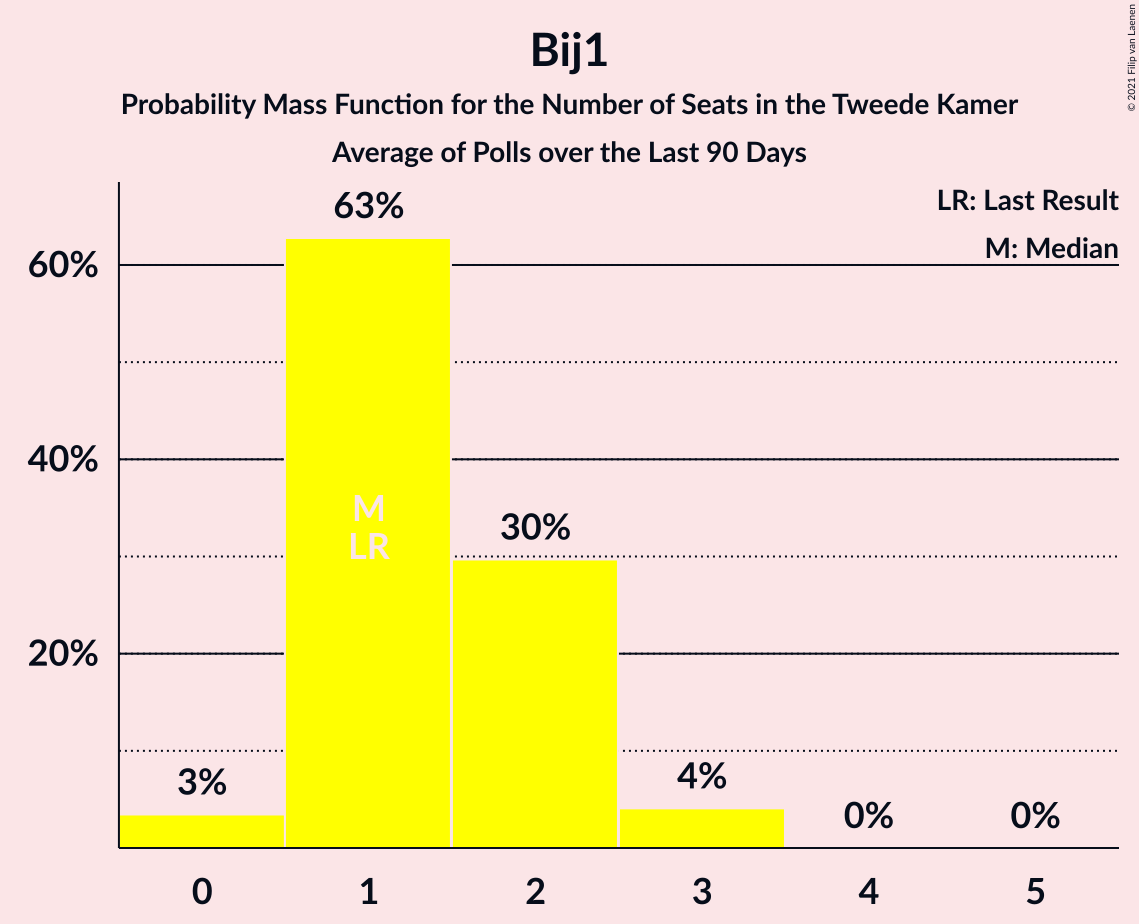 Bij1
Probability Mass Function for the Number of Seats in the Tweede Kamer
Average of Polls over the Last 90 Days
© 2021 Filip van Laenen
LR: Last Result
M: Median
63%
60%
40%
M
LR
30%
20%
3%
4%
0%
0%
0 1 2 3 4 5